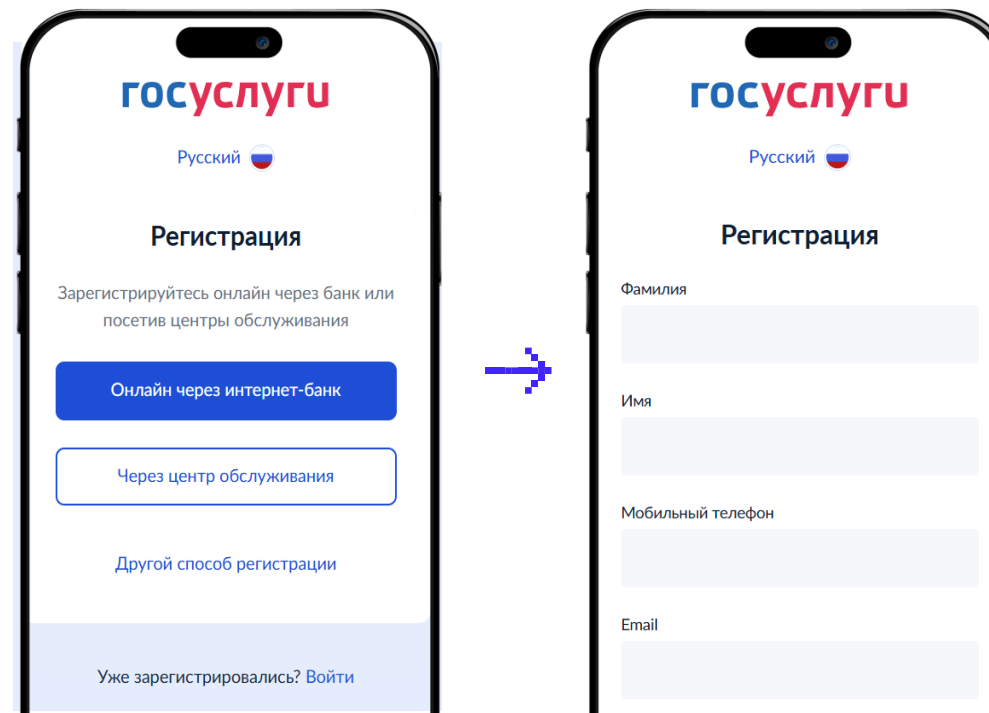 госуслуги
Русский
Регистрация
Зарегистрируйтесь онлайн через банк или
посетив центры обслуживания
Онлайн через интернет-банк
Через центр обслуживания
Другой способ регистрации
Уже зарегистрировались? Войти
госуслуги
Русский
Регистрация
Фамилия
Имя
Мобильный телефон
Email